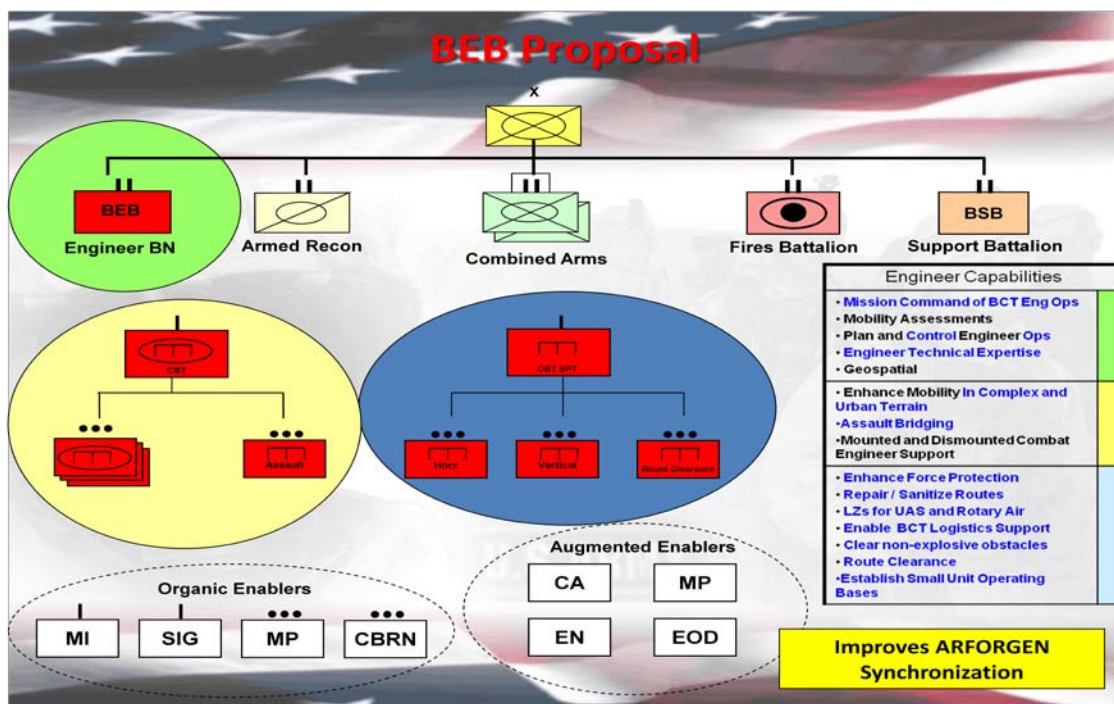 BEB Proposal
X
BEB
BSB
Engineer BN
Armed Recon
Combined Arms
Fires Battalion
Support Battalion
CBT
Assault
CBT SPT
Horz
Vertical
Route Clearance
Engineer Capabilities
• Mission Command of BCT Eng Ops
• Mobility Assessments
• Plan and Control Engineer Ops
• Engineer Technical Expertise
• Geospatial
• Enhance Mobility In Complex and
Urban Terrain
•Assault Bridging
•Mounted and Dismounted Combat
Engineer Support
• Enhance Force Protection
• Repair / Sanitize Routes
• LZs for UAS and Rotary Air
• Enable BCT Logistics Support
• Clear non-explosive obstacles
• Route Clearance
•Establish Small Unit Operating
Bases
Organic Enablers
MI
SIG
MP
CBRN
Augmented Enablers
CA
MP
EN
EOD
Improves ARFORGEN
Synchronization